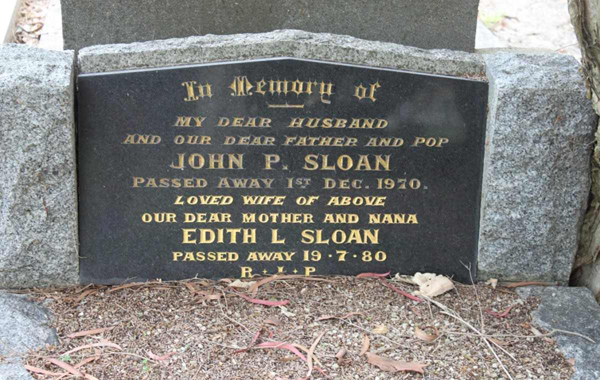 In Memory of
MY DEAR HUSBAND
AND OUR DEAR FATHER AND POP
JOHN P. SLOAN
PASSED AWAY 1ST DEC. 1970.
LOVED WIFE OF ABOVE
OUR DEAR MOTHER AND NANA
EDITH L SLOAN
PASSED AWAY 19·7·80
R·I·P